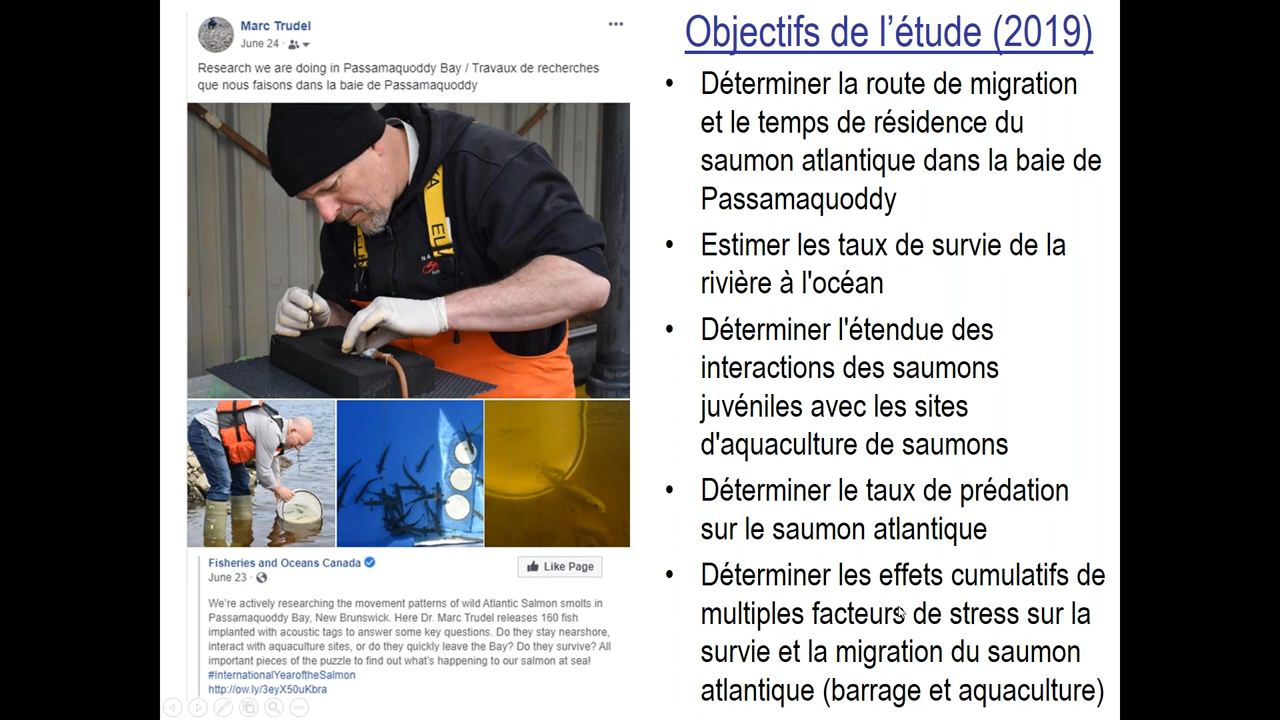 Marc Trudel
June 24
Research we are doing in Passamaquoddy Bay / Travaux de recherches
que nous faisons dans la baie de Passamaquoddy
Fisheries and Oceans Canada
June 23
Like Page
We're actively researching the movement patterns of wild Atlantic Salmon smolts in
Passamaquoddy Bay, New Brunswick. Here Dr. Marc Trudel releases 160 fish
implanted with acoustic tags to answer some key questions. Do they stay nearshore,
interact with aquaculture sites, or do they quickly leave the Bay? Do they survive? All
important pieces of the puzzle to find out what's happening to our salmon at sea!
#InternationalYearoftheSalmon
http://ow.ly/3eyX50uKbra
Objectifs de l'étude (2019)
• Déterminer la route de migration
et le temps de résidence du
saumon atlantique dans la baie de
Passamaquoddy
• Estimer les taux de survie de la
rivière à l'océan
• Déterminer l'étendue des
interactions des saumons
juvéniles avec les sites
d'aquaculture de saumons
• Déterminer le taux de prédation
sur le saumon atlantique
• Déterminer les effets cumulatifs de
multiples facteurs de stress sur la
survie et la migration du saumon
atlantique (barrage et aquaculture)